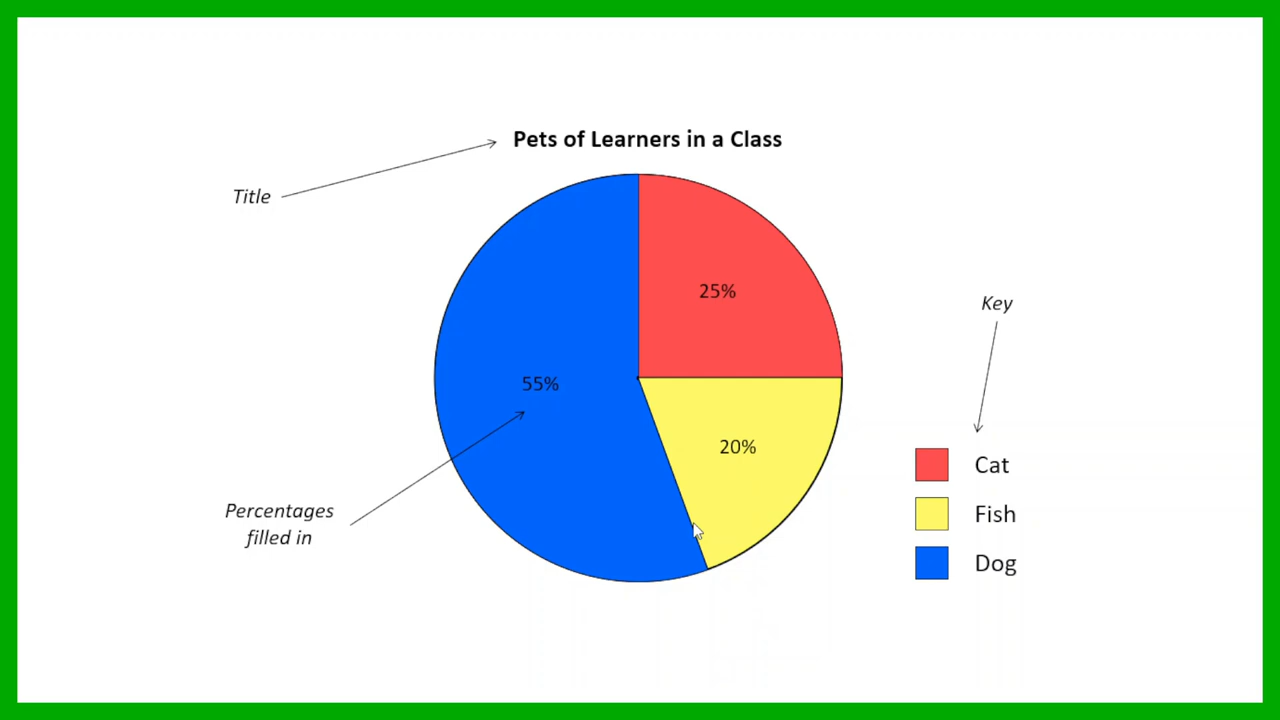 Pets of Learners in a Class
Title
25%
Key
55%
20%
Cat
Percentages
filled in
Fish
Dog